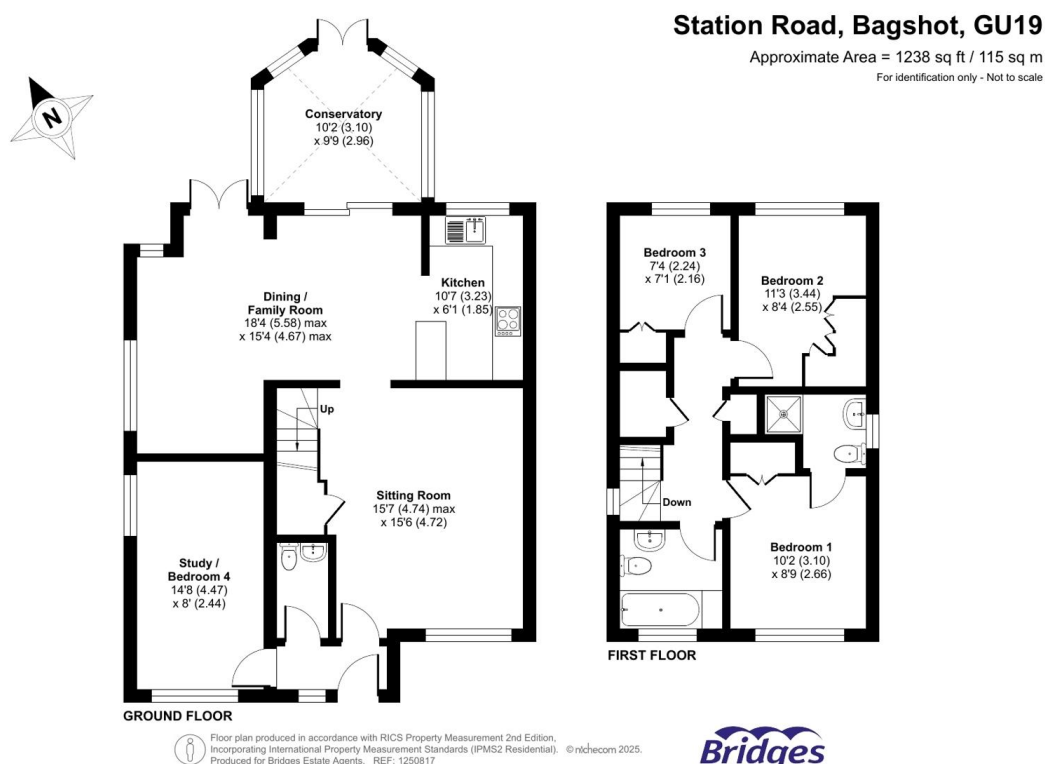 Station Road, Bagshot, GU19
Approximate Area = 1238 sq ft / 115 sq m
For identification only - Not to scale
N
Conservatory
10'2 (3.10)
x 9'9 (2.96)
Dining /
Family Room
18'4 (5.58) max
x 15'4 (4.67) max
Kitchen
10'7 (3.23)
x 6'1 (1.85)
Up
Sitting Room
15'7 (4.74) max
x 15'6 (4.72)
Study /
Bedroom 4
14'8 (4.47)
x 8' (2.44)
GROUND FLOOR
Bedroom 3
7'4 (2.24)
x 7'1 (2.16)
Bedroom 2
11'3 (3.44)
x 8'4 (2.55)
Down
Bedroom 1
10'2 (3.10)
x 8'9 (2.66)
FIRST FLOOR
Floor plan produced in accordance with RICS Property Measurement 2nd Edition,
Incorporating International Property Measurement Standards (IPMS2 Residential). ©nichecom 2025.
Produced for Bridges Estate Agents. REF: 1250817
Bridges